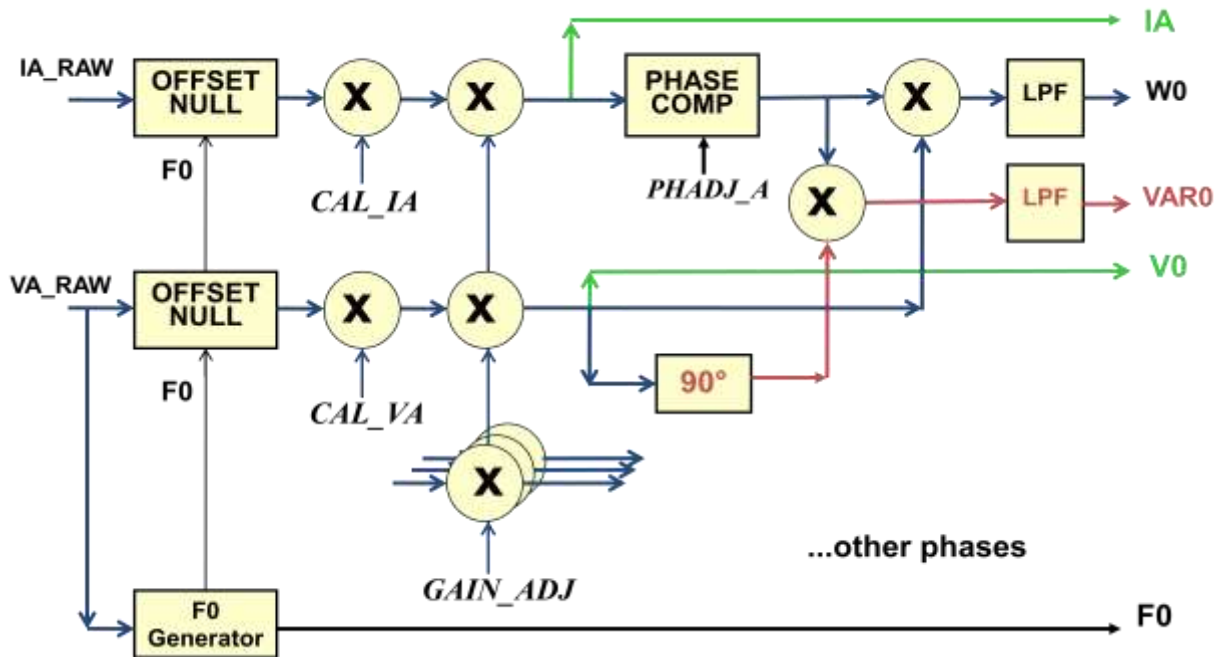 IA
IA_RAW
OFFSET
NULL
X
X
PHASE
COMP
X
LPF
W0
F0
CAL_IA
PHADJ_A
X
LPF
VAR0
VA_RAW
OFFSET
NULL
X
X
V0
F0
90°
CAL_VA
X
...other phases
GAIN_ADJ
F0
Generator
F0